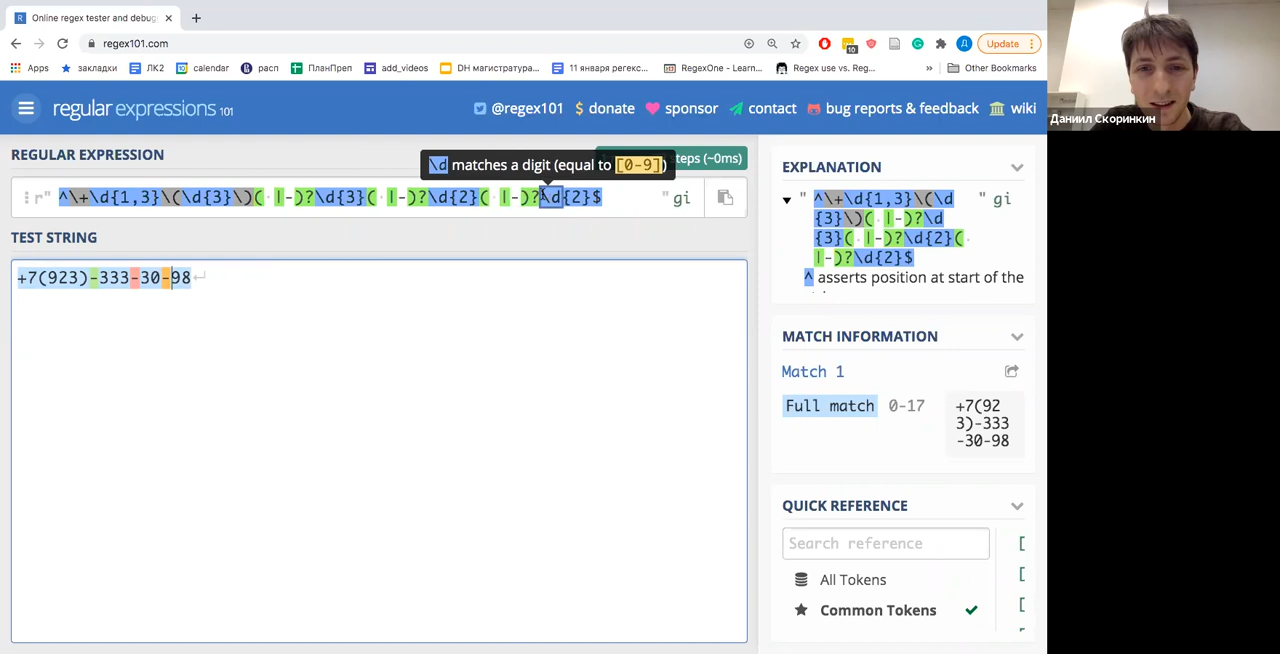 Online regex tester and debug
regex101.com
10
Д
Update
Apps
закладки
ЛК2
calendar
расп
ПланПреп
add_videos
DH магистратура...
11 января регекс...
RegexOne - Learn...
Regex use vs. Reg...
»
Other Bookmarks
regular expressions 101
@regex101
$ donate
sponsor
contact
bug reports & feedback
wiki
REGULAR EXPRESSION
\d matches a digit (equal to [0-9])
steps (~0ms)
r" ^\+\d{1,3}\(\d{3}\)( |-)?\d{3}( |-)?\d{2}( |-)?\d{2}$ " gi
TEST STRING
+7(923)-333-30-98
EXPLANATION
" ^\+\d{1,3}\(\d " gi
{3}\)( |-)?\d
{3}( |-)?\d{2}(
|-)?\d{2}$
^ asserts position at start of the
MATCH INFORMATION
Match 1
Full match 0-17 +7(92
3)-333
-30-98
QUICK REFERENCE
Search reference
All Tokens
Common Tokens
Даниил Скоринкин